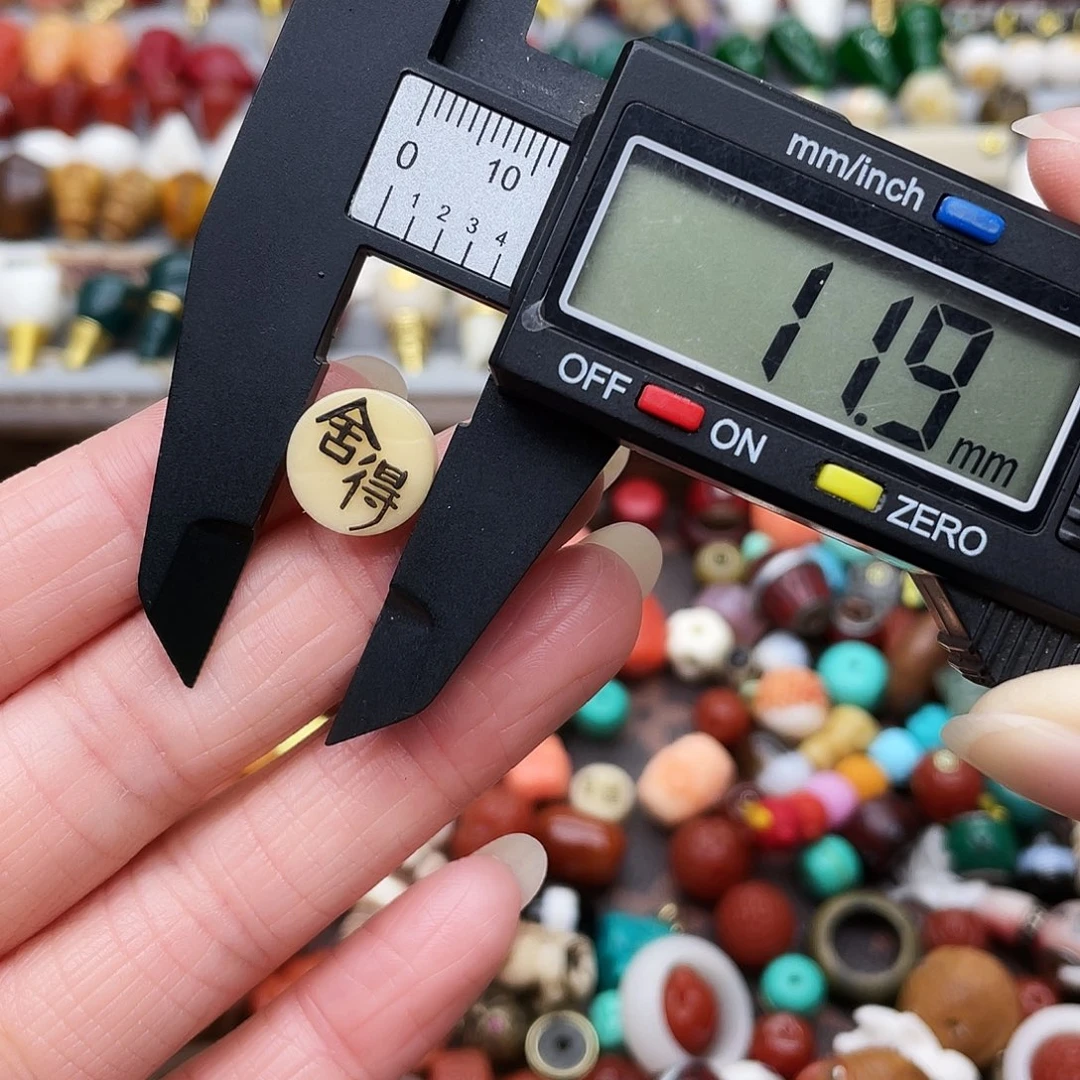 0 10
1 2 3 4
mm/inch
11.9 mm
OFF ON
ZERO
舍得